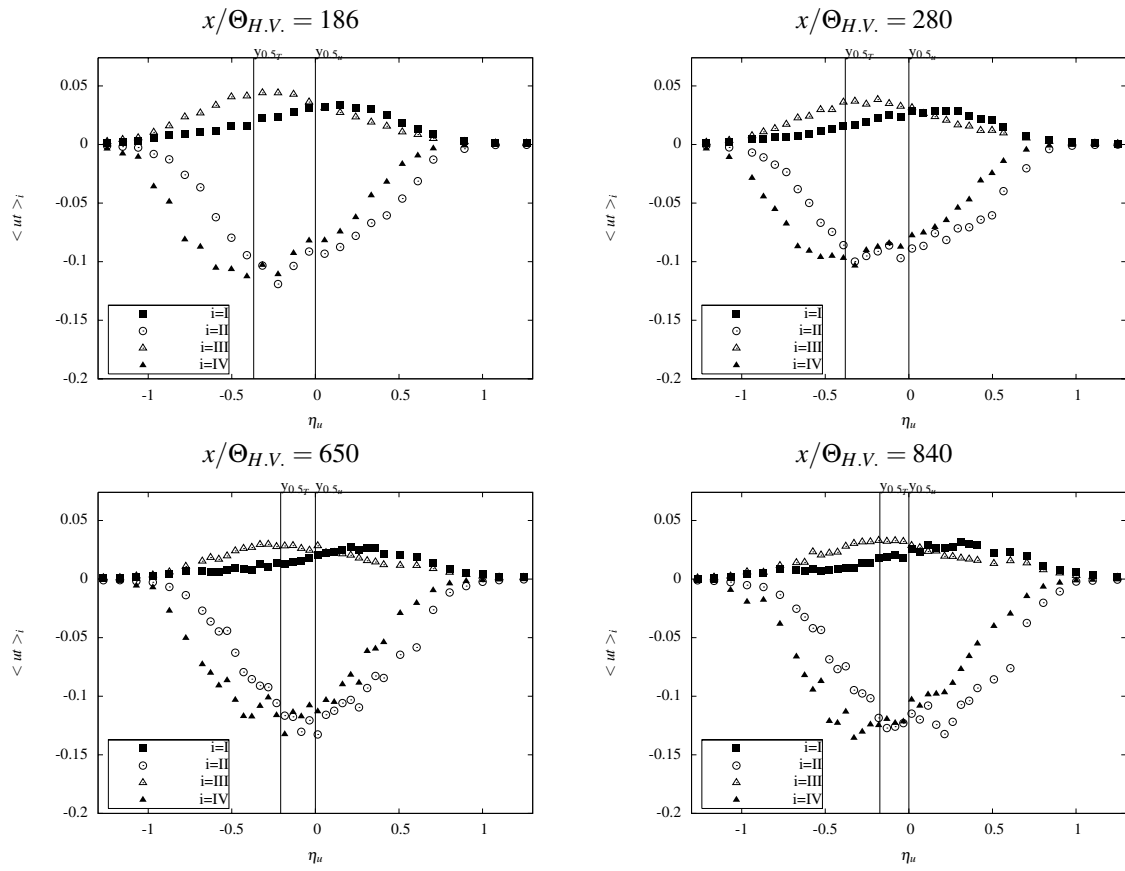 x/Θ_{H.V.} = 186
y_{0.5_T} y_{0.5_u}
0.05
0
-0.05
-0.1
-0.15
-0.2
< ut >_i
i=I
i=II
i=III
i=IV
-1 -0.5 0 0.5 1
η_u
x/Θ_{H.V.} = 280
y_{0.5_T} y_{0.5_u}
0.05
0
-0.05
-0.1
-0.15
-0.2
< ut >_i
i=I
i=II
i=III
i=IV
-1 -0.5 0 0.5 1
η_u
x/Θ_{H.V.} = 650
y_{0.5_T} y_{0.5_u}
0.05
0
-0.05
-0.1
-0.15
-0.2
< ut >_i
i=I
i=II
i=III
i=IV
-1 -0.5 0 0.5 1
η_u
x/Θ_{H.V.} = 840
y_{0.5_T} y_{0.5_u}
0.05
0
-0.05
-0.1
-0.15
-0.2
< ut >_i
i=I
i=II
i=III
i=IV
-1 -0.5 0 0.5 1
η_u